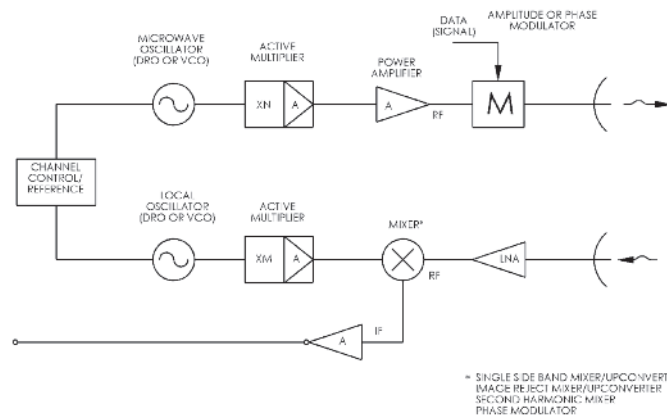 DATA
(SIGNAL)
AMPLITUDE OR PHASE
MODULATOR
MICROWAVE
OSCILLATOR
(DRO OR VCO)
ACTIVE
MULTIPLIER
POWER
AMPLIFIER
XN
A
A
RF
M
CHANNEL
CONTROL/
REFERENCE
LOCAL
OSCILLATOR
(DRO OR VCO)
ACTIVE
MULTIPLIER
MIXER*
XM
A
RF
LNA
IF
A
* SINGLE SIDE BAND MIXER/UPCONVERT
IMAGE REJECT MIXER/UPCONVERTER
SECOND HARMONIC MIXER
PHASE MODULATOR